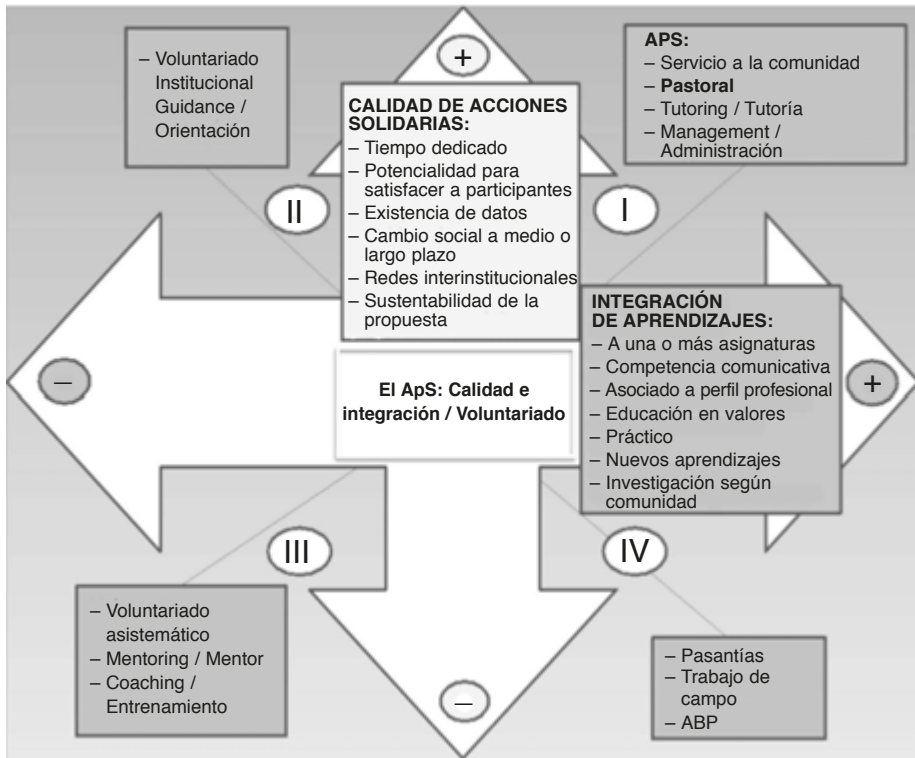 – Voluntariado
Institucional
Guidance /
Orientación
+
APS:
– Servicio a la comunidad
– Pastoral
– Tutoring / Tutoría
– Management /
Administración
CALIDAD DE ACCIONES
SOLIDARIAS:
– Tiempo dedicado
– Potencialidad para
satisfacer a participantes
– Existencia de datos
– Cambio social a medio o
largo plazo
– Redes interinstitucionales
– Sustentabilidad de la
propuesta
II
I
INTEGRACIÓN
DE APRENDIZAJES:
– A una o más asignaturas
– Competencia comunicativa
– Asociado a perfil profesional
– Educación en valores
– Práctico
– Nuevos aprendizajes
– Investigación según
comunidad
–
El ApS: Calidad e
integración / Voluntariado
+
III
IV
– Voluntariado
asistemático
– Mentoring / Mentor
– Coaching /
Entrenamiento
–
– Pasantías
– Trabajo de
campo
– ABP